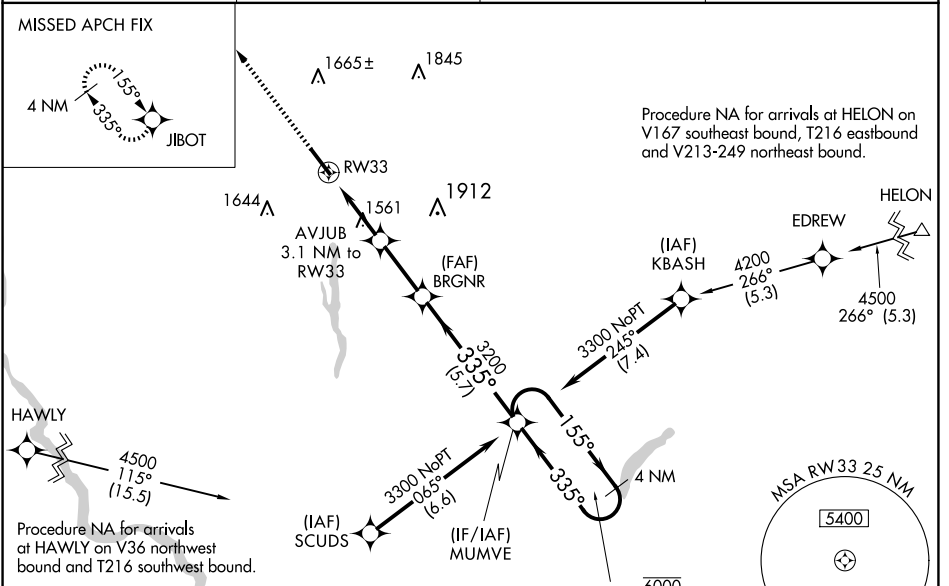 MISSED APCH FIX
4 NM
155°
335°
JIBOT
1665±
1845
Procedure NA for arrivals at HELON on
V167 southeast bound, T216 eastbound
and V213-249 northeast bound.
RW33
1644
1561
1912
AVJUB
3.1 NM to
RW33
(FAF)
BRGNR
(IAF)
KBASH
EDREW
HELON
4200
266°
(5.3)
4500
266° (5.3)
3300 NoPT
245°
(7.4)
3200
335°
(5.7)
HAWLY
4500
115°
(15.5)
3300 NoPT
065°
(6.6)
155°
335°
4 NM
(IAF)
SCUDS
(IF/IAF)
MUMVE
Procedure NA for arrivals
at HAWLY on V36 northwest
bound and T216 southwest bound.
MSA RW33 25 NM
5400
6000